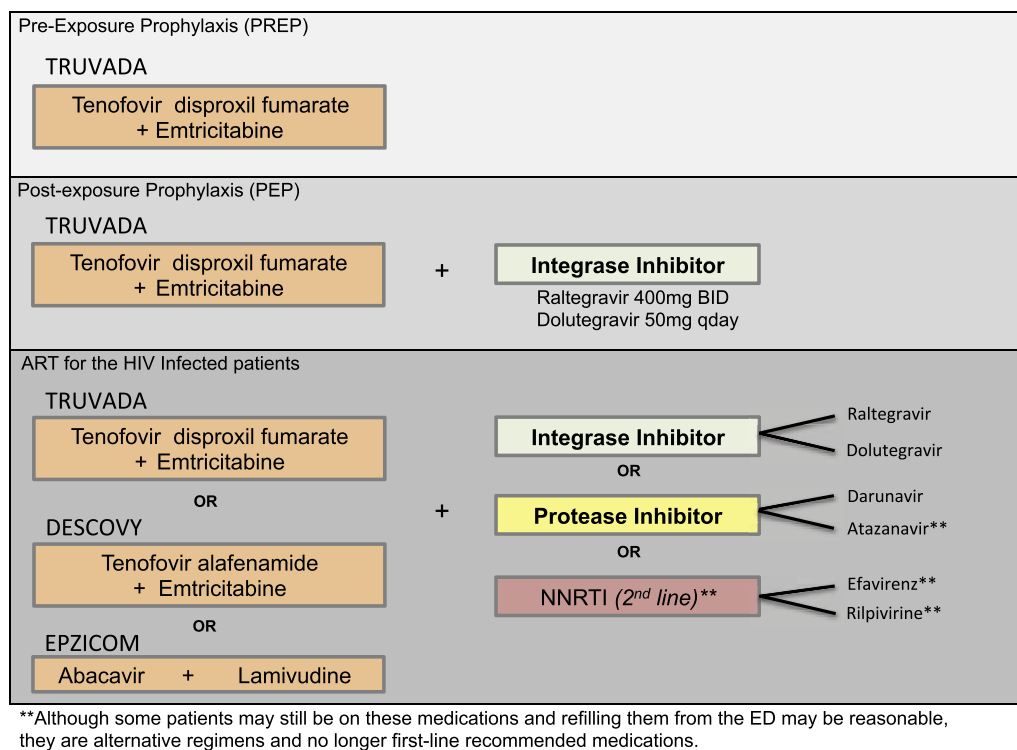 Pre-Exposure Prophylaxis (PREP)
TRUVADA
Tenofovir disproxil fumarate
+ Emtricitabine
Post-exposure Prophylaxis (PEP)
TRUVADA
Tenofovir disproxil fumarate
+ Emtricitabine
+
Integrase Inhibitor
Raltegravir 400mg BID
Dolutegravir 50mg qday
ART for the HIV Infected patients
TRUVADA
Tenofovir disproxil fumarate
+ Emtricitabine
OR
DESCOVY
Tenofovir alafenamide
+ Emtricitabine
OR
EPZICOM
Abacavir + Lamivudine
+
Integrase Inhibitor
Raltegravir
Dolutegravir
OR
Protease Inhibitor
Darunavir
Atazanavir**
OR
NNRTI (2nd line)**
Efavirenz**
Rilpivirine**
**Although some patients may still be on these medications and refilling them from the ED may be reasonable,
they are alternative regimens and no longer first-line recommended medications.